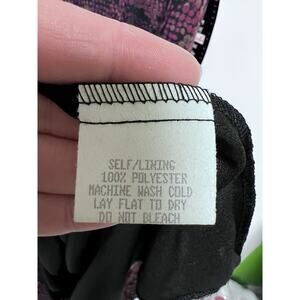 SELF/LINING
100% POLYESTER
MACHINE WASH COLD
LAY FLAT TO DRY
DO NOT BLEACH